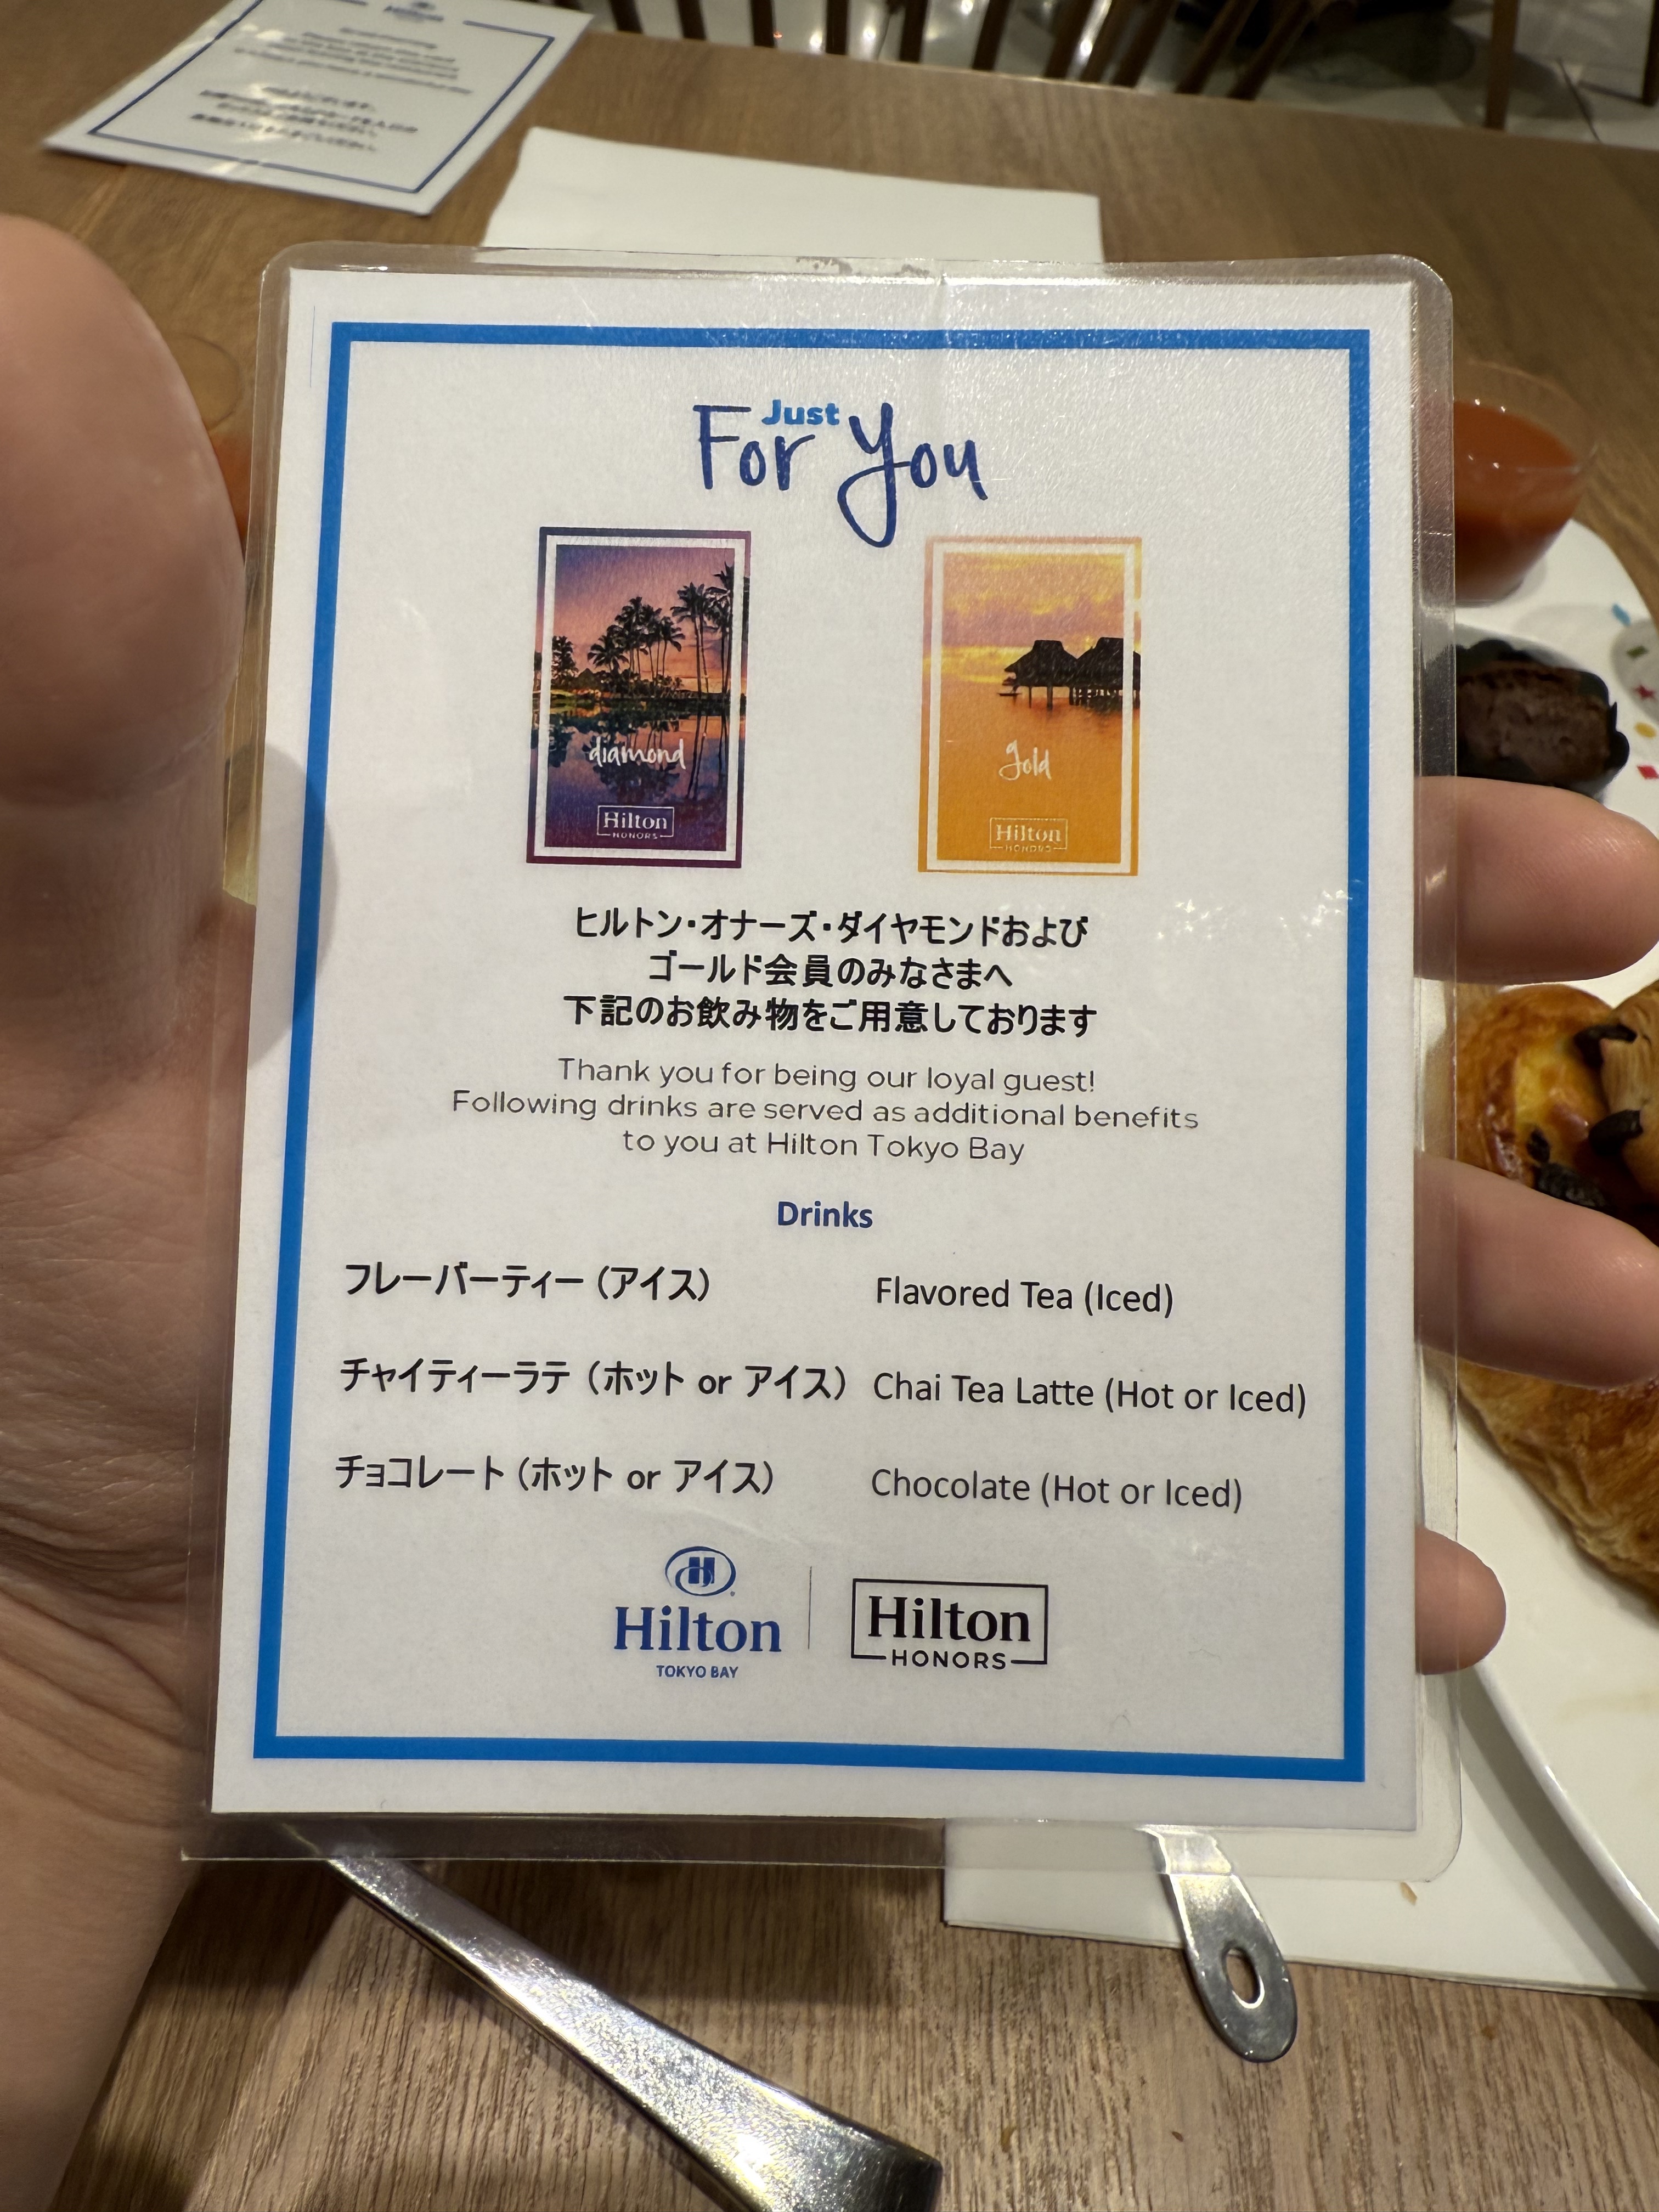 Just
For You
diamond
Hilton
HONORS
gold
Hilton
HONORS
ヒルトン・オナーズ・ダイヤモンドおよび
ゴールド会員のみなさまへ
下記のお飲み物をご用意しております
Thank you for being our loyal guest!
Following drinks are served as additional benefits
to you at Hilton Tokyo Bay
Drinks
フレーバーティー（アイス） Flavored Tea (Iced)
チャイティーラテ（ホット or アイス） Chai Tea Latte (Hot or Iced)
チョコレート（ホット or アイス） Chocolate (Hot or Iced)
Hilton
TOKYO BAY
Hilton
HONORS